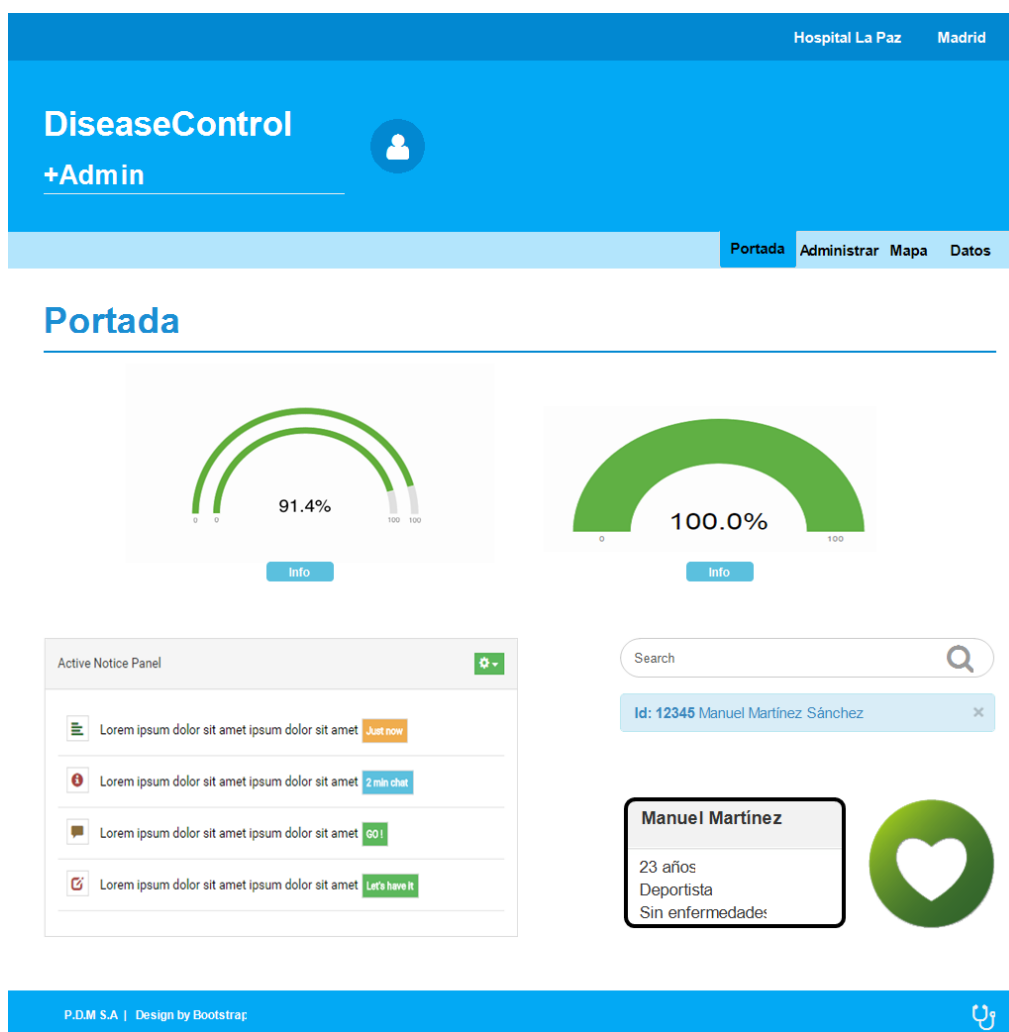 Hospital La Paz Madrid
DiseaseControl
+Admin
Portada Administrar Mapa Datos
Portada
91.4%
0 0 100 100
Info
100.0%
0 100
Info
Active Notice Panel
Lorem ipsum dolor sit amet ipsum dolor sit amet Just now
Lorem ipsum dolor sit amet ipsum dolor sit amet 2 min chat
Lorem ipsum dolor sit amet ipsum dolor sit amet GO !
Lorem ipsum dolor sit amet ipsum dolor sit amet Let's have it
Search
Id: 12345 Manuel Martínez Sánchez ×
Manuel Martínez
23 años
Deportista
Sin enfermedades
P.D.M S.A | Design by Bootstrap